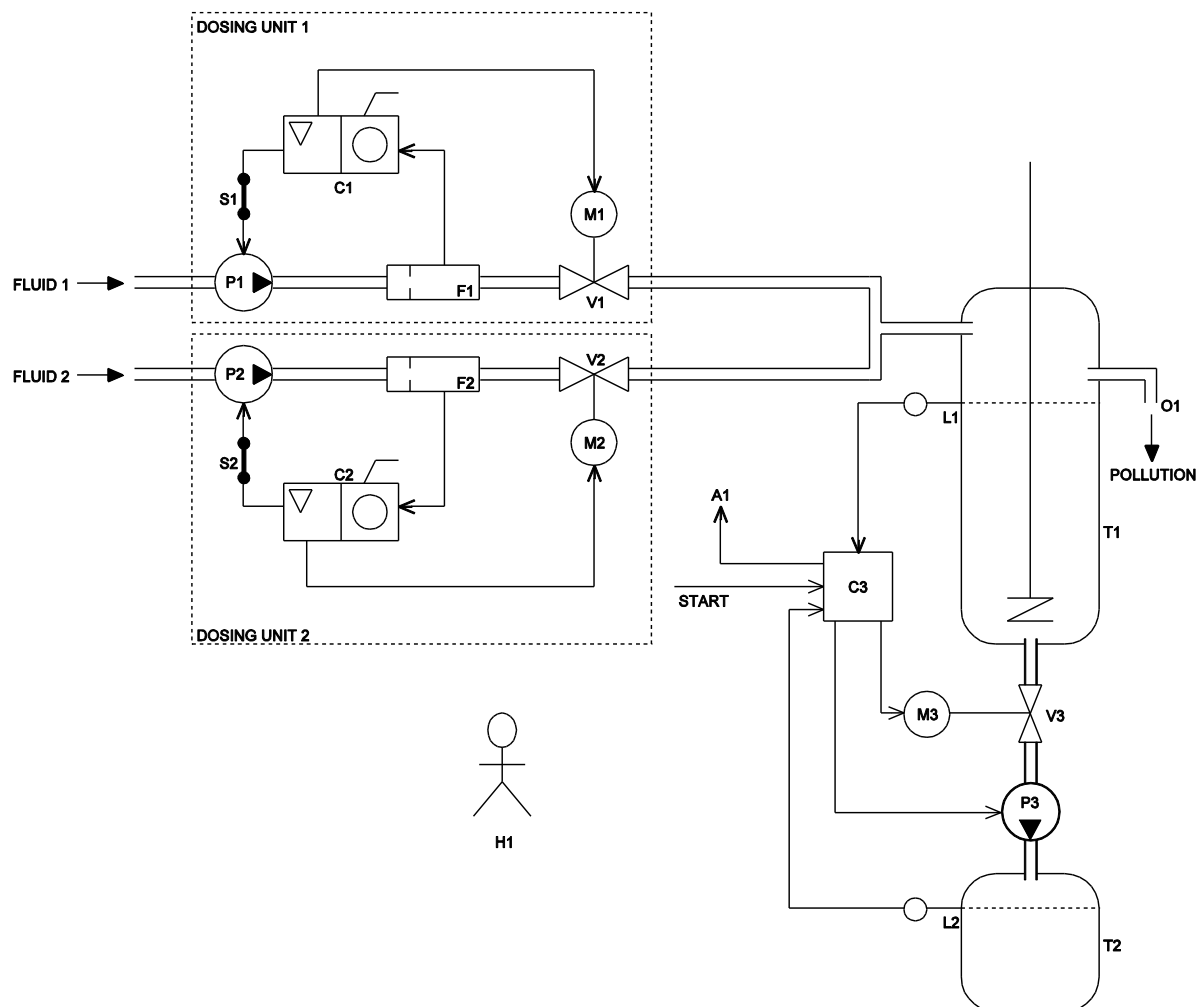 DOSING UNIT 1
C1
S1
M1
FLUID 1
P1
F1
V1
FLUID 2
P2
F2
V2
S2
C2
M2
DOSING UNIT 2
L1
O1
POLLUTION
A1
T1
START
C3
M3
V3
P3
H1
L2
T2